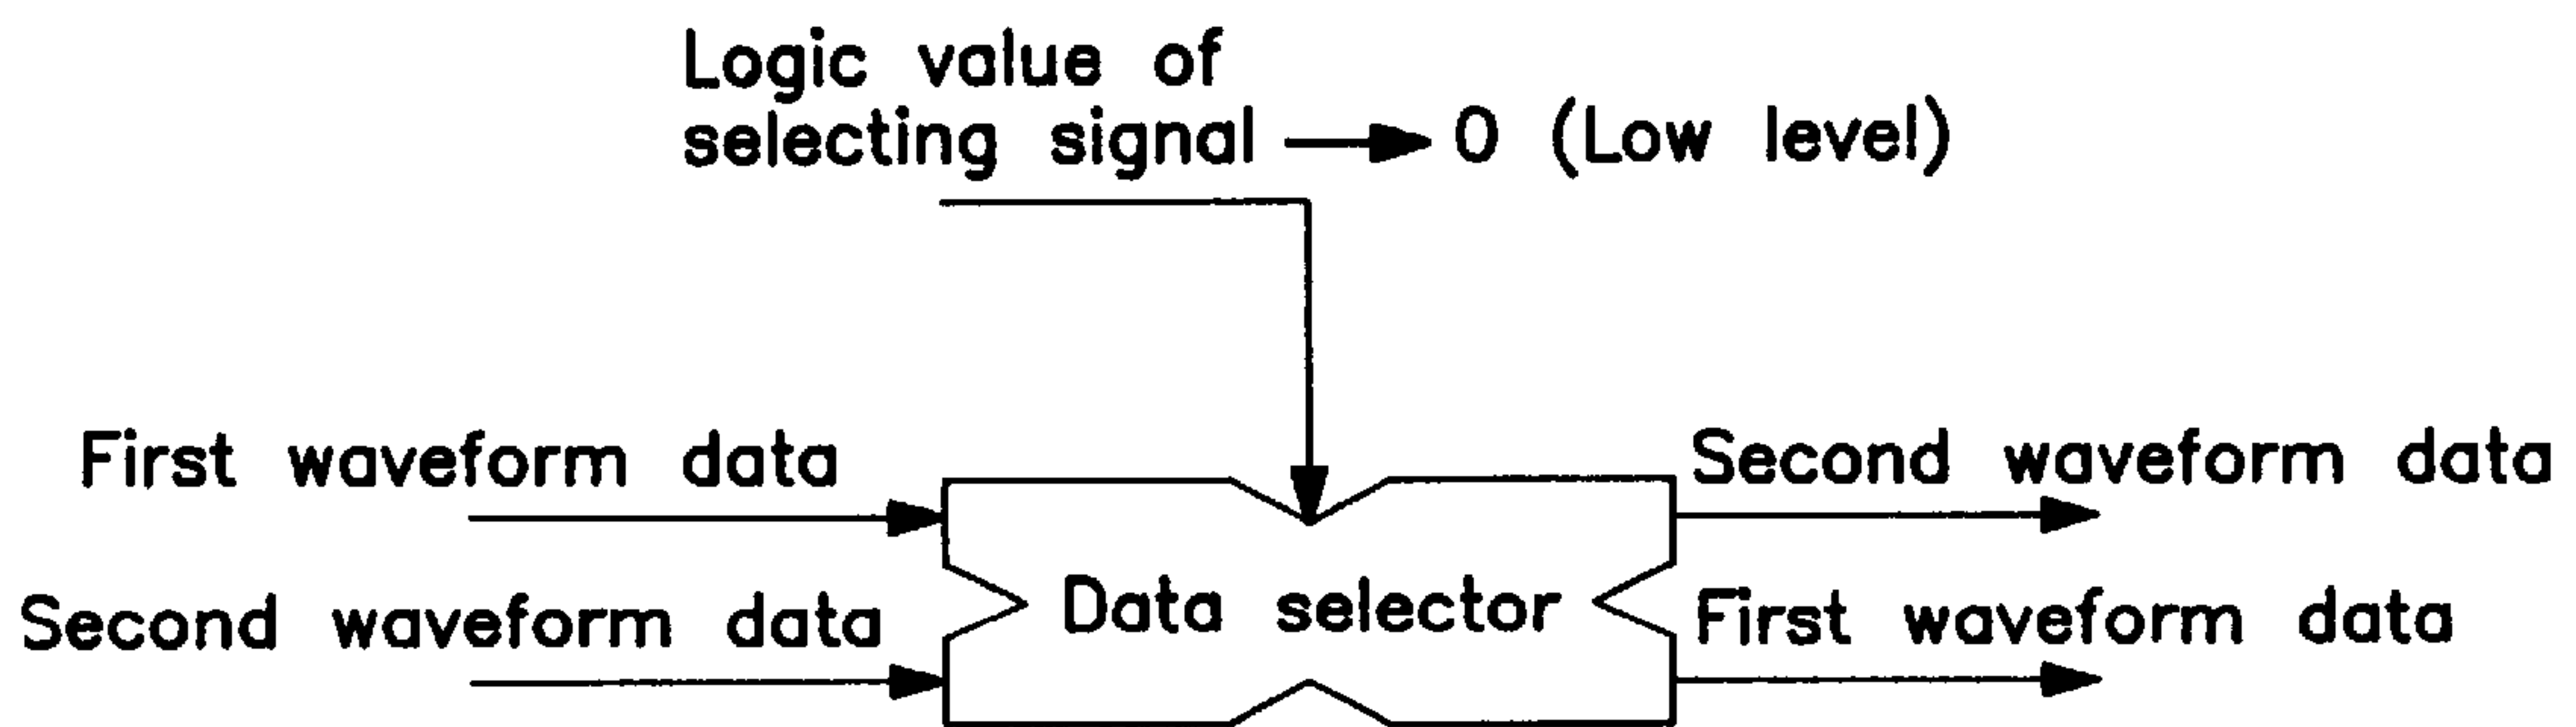 Logic value of
selecting signal → 0 (Low level)
First waveform data
Second waveform data
Second waveform data
Data selector
First waveform data